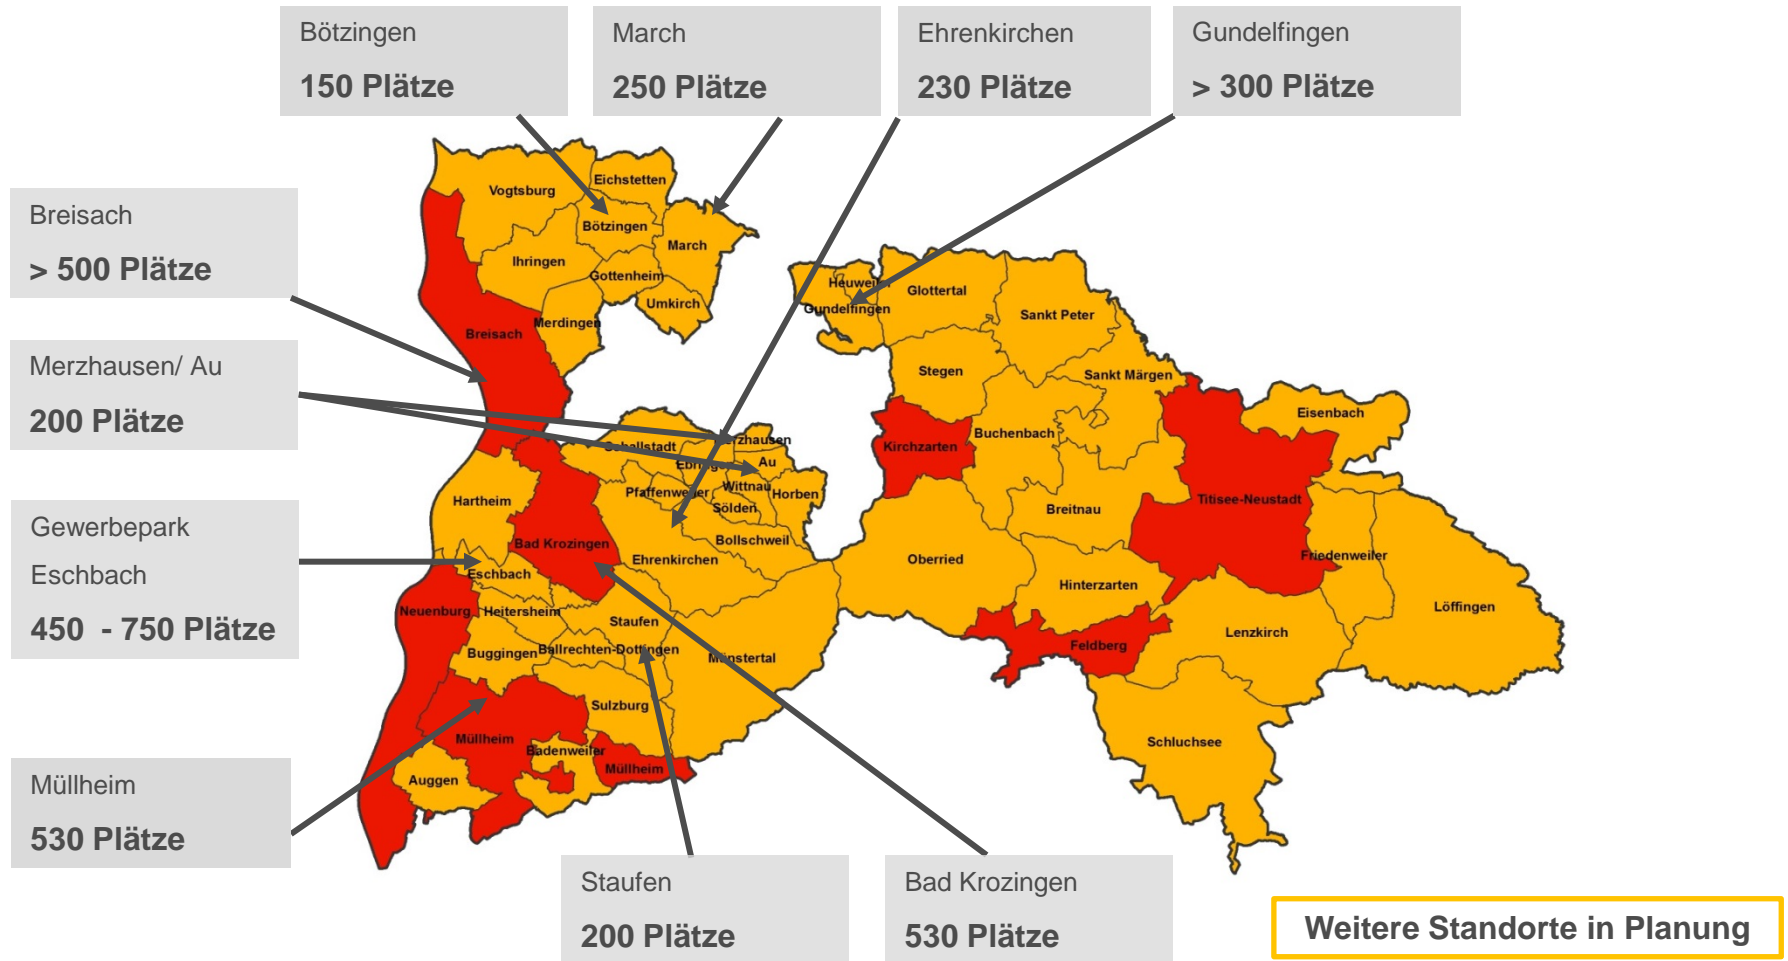 Bötzingen
150 Plätze
March
250 Plätze
Ehrenkirchen
230 Plätze
Gundelfingen
> 300 Plätze
Breisach
> 500 Plätze
Merzhausen/ Au
200 Plätze
Gewerbepark
Eschbach
450 - 750 Plätze
Müllheim
530 Plätze
Staufen
200 Plätze
Bad Krozingen
530 Plätze
Weitere Standorte in Planung
Vogtsburg
Eichstetten
Bötzingen
March
Ihringen
Gottenheim
Umkirch
Merdingen
Breisach
Heuweiler
Gundelfingen
Glottertal
Sankt Peter
Stegen
Sankt Märgen
Eisenbach
Kirchzarten
Buchenbach
Titisee-Neustadt
Breitnau
Oberried
Hinterzarten
Friedenweiler
Löffingen
Feldberg
Lenzkirch
Schluchsee
Schallstadt
Merzhausen
Ebringen
Au
Pfaffenweiler
Wittnau
Horben
Sölden
Bollschweil
Hartheim
Bad Krozingen
Ehrenkirchen
Eschbach
Neuenburg
Heitersheim
Staufen
Buggingen
Ballrechten-Dottingen
Münstertal
Sulzburg
Müllheim
Badenweiler
Müllheim
Auggen